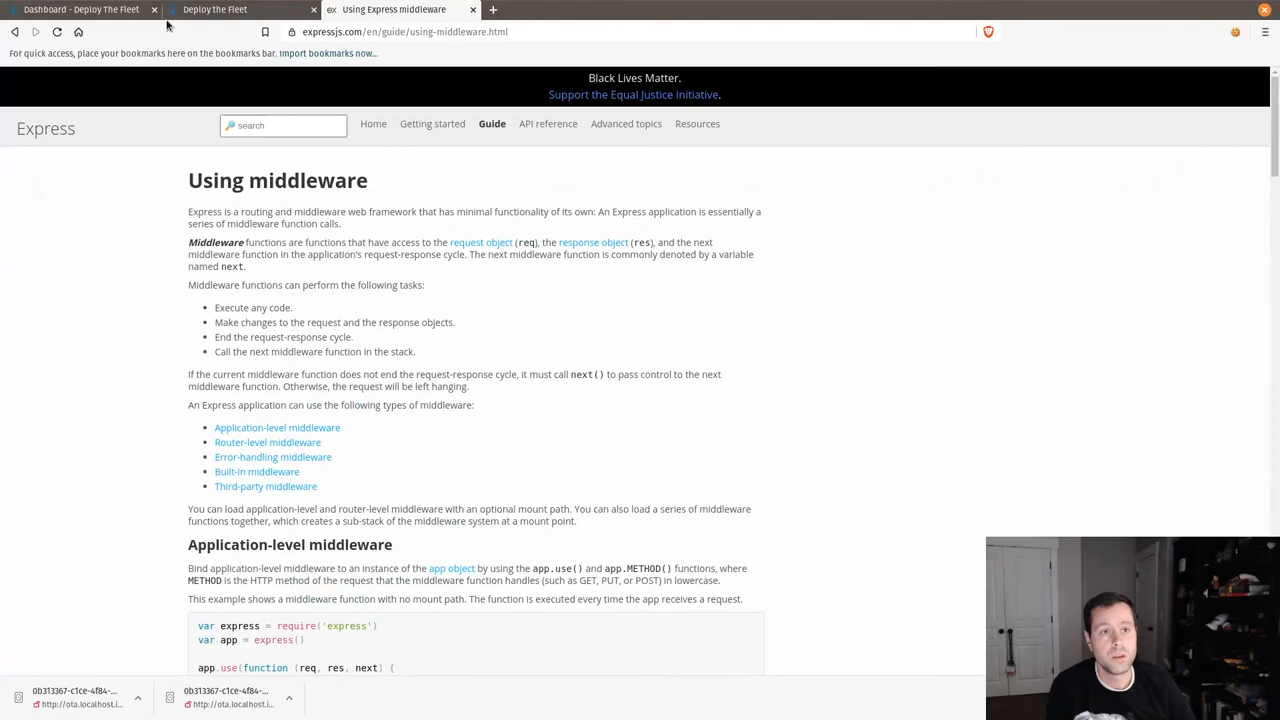 Dashboard - Deploy The Fleet
Deploy the Fleet
ex Using Express middleware
expressjs.com/en/guide/using-middleware.html
For quick access, place your bookmarks here on the bookmarks bar. Import bookmarks now...
Black Lives Matter.
Support the Equal Justice Initiative.
Express
search
Home
Getting started
Guide
API reference
Advanced topics
Resources
Using middleware
Express is a routing and middleware web framework that has minimal functionality of its own: An Express application is essentially a
series of middleware function calls.
Middleware functions are functions that have access to the request object (req), the response object (res), and the next
middleware function in the application's request-response cycle. The next middleware function is commonly denoted by a variable
named next.
Middleware functions can perform the following tasks:
• Execute any code.
• Make changes to the request and the response objects.
• End the request-response cycle.
• Call the next middleware function in the stack.
If the current middleware function does not end the request-response cycle, it must call next() to pass control to the next
middleware function. Otherwise, the request will be left hanging.
An Express application can use the following types of middleware:
• Application-level middleware
• Router-level middleware
• Error-handling middleware
• Built-in middleware
• Third-party middleware
You can load application-level and router-level middleware with an optional mount path. You can also load a series of middleware
functions together, which creates a sub-stack of the middleware system at a mount point.
Application-level middleware
Bind application-level middleware to an instance of the app object by using the app.use() and app.METHOD() functions, where
METHOD is the HTTP method of the request that the middleware function handles (such as GET, PUT, or POST) in lowercase.
This example shows a middleware function with no mount path. The function is executed every time the app receives a request.
var express = require('express')
var app = express()
app.use(function (req, res, next) {
0b313367-c1ce-4f84-...
http://ota.localhost.i...
0b313367-c1ce-4f84-...
http://ota.localhost.i...